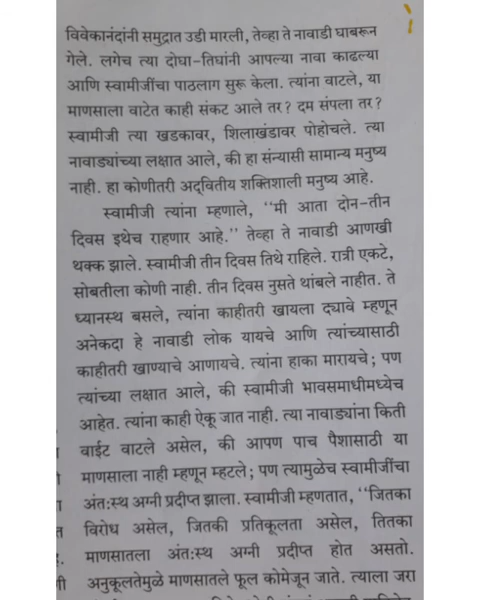 विवेकानंदांनी समुद्रात उडी मारली, तेव्हा ते नावाडी घाबरून
गेले. लगेच त्या दोघा-तिघांनी आपल्या नावा काढल्या
आणि स्वामीजींचा पाठलाग सुरू केला. त्यांना वाटले, या
माणसाला वाटेत काही संकट आले तर? दम संपला तर?
स्वामीजी त्या खडकावर, शिलाखंडावर पोहोचले. त्या
नावाड्यांच्या लक्षात आले, की हा संन्यासी सामान्य मनुष्य
नाही. हा कोणीतरी अद्वितीय शक्तिशाली मनुष्य आहे.
स्वामीजी त्यांना म्हणाले, "मी आता दोन-तीन
दिवस इथेच राहणार आहे." तेव्हा ते नावाडी आणखी
थक्क झाले. स्वामीजी तीन दिवस तिथे राहिले. रात्री एकटे,
सोबतीला कोणी नाही. तीन दिवस नुसते थांबले नाहीत. ते
ध्यानस्थ बसले, त्यांना काहीतरी खायला द्यावे म्हणून
अनेकदा हे नावाडी लोक यायचे आणि त्यांच्यासाठी
काहीतरी खाण्याचे आणायचे. त्यांना हाका मारायचे; पण
त्यांच्या लक्षात आले, की स्वामीजी भावसमाधीमध्येच
आहेत. त्यांना काही ऐकू जात नाही. त्या नावाड्यांना किती
वाईट वाटले असेल, की आपण पाच पैशासाठी या
माणसाला नाही म्हणून म्हटले; पण त्यामुळेच स्वामीजींचा
अंतःस्थ अग्नी प्रदीप्त झाला. स्वामीजी म्हणतात, "जितका
विरोध असेल, जितकी प्रतिकूलता असेल, तितका
माणसातला अंतःस्थ अग्नी प्रदीप्त होत असतो.
अनुकूलतेमुळे माणसातले फूल कोमेजून जाते. त्याला जरा